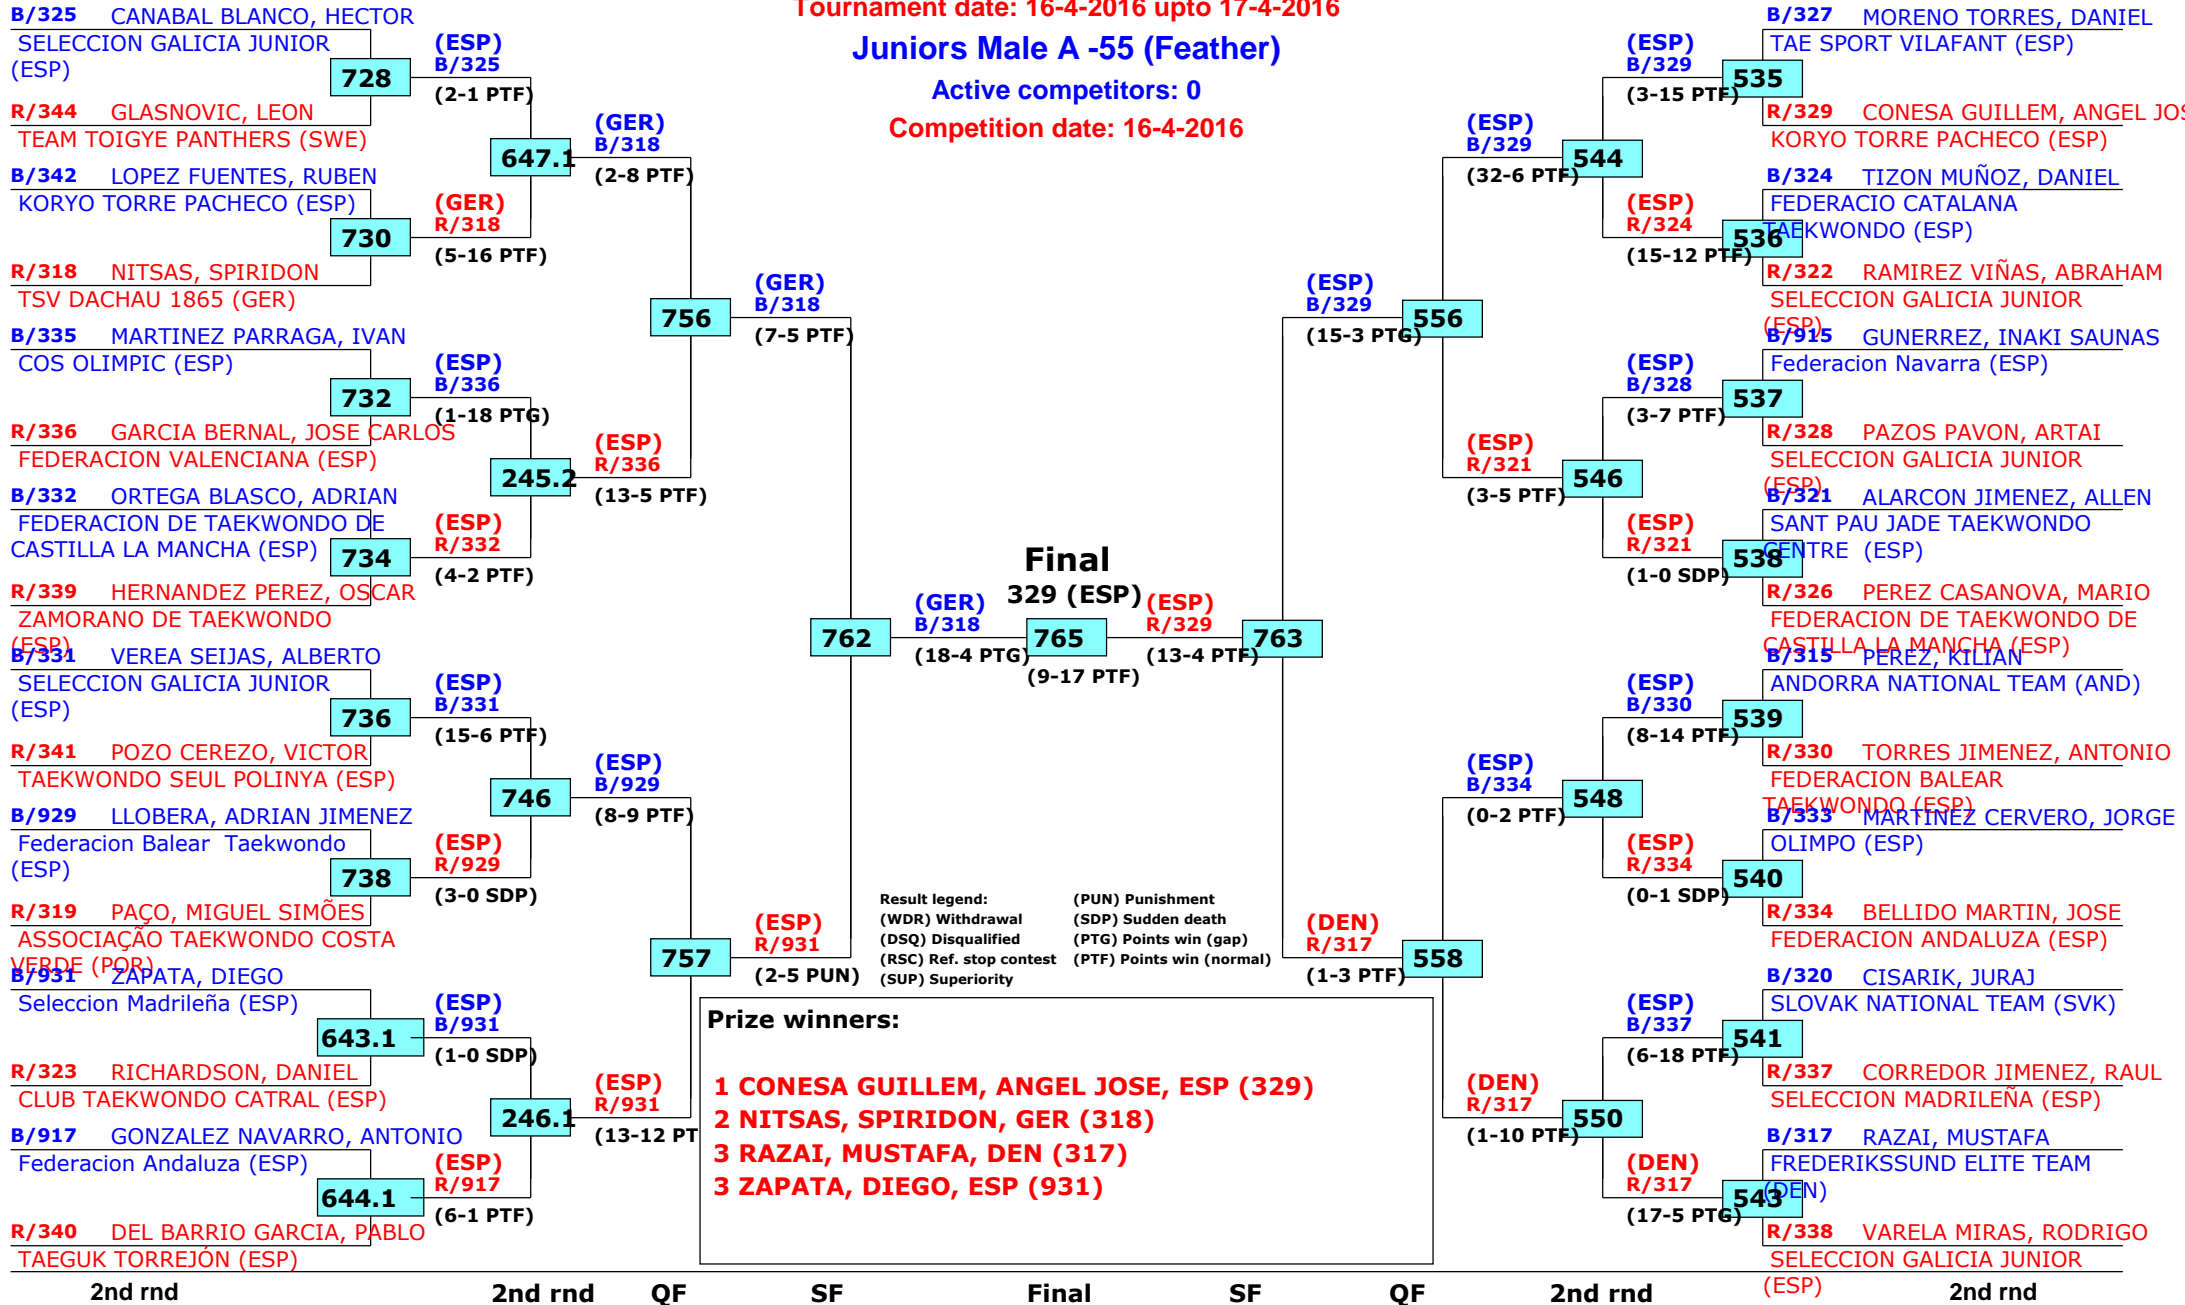 Tournament date: 16-4-2016 upto 17-4-2016
Juniors Male A -55 (Feather)
Active competitors: 0
Competition date: 16-4-2016
B/325 CANABAL BLANCO, HECTOR
SELECCION GALICIA JUNIOR
(ESP)
728
R/344 GLASNOVIC, LEON
TEAM TOIGYE PANTHERS (SWE)
B/342 LOPEZ FUENTES, RUBEN
KORYO TORRE PACHECO (ESP)
730
R/318 NITSAS, SPIRIDON
TSV DACHAU 1865 (GER)
B/335 MARTINEZ PARRAGA, IVAN
COS OLIMPIC (ESP)
732
R/336 GARCIA BERNAL, JOSE CARLOS
FEDERACION VALENCIANA (ESP)
B/332 ORTEGA BLASCO, ADRIAN
FEDERACION DE TAEKWONDO DE
CASTILLA LA MANCHA (ESP)
734
R/339 HERNANDEZ PEREZ, OSCAR
ZAMORANO DE TAEKWONDO
(ESP)
B/331 VEREA SEIJAS, ALBERTO
SELECCION GALICIA JUNIOR
(ESP)
736
R/341 POZO CEREZO, VICTOR
TAEKWONDO SEUL POLINYA (ESP)
B/929 LLOBERA, ADRIAN JIMENEZ
Federacion Balear Taekwondo
(ESP)
738
R/319 PAÇO, MIGUEL SIMÕES
ASSOCIAÇÃO TAEKWONDO COSTA
VERDE (POR)
B/931 ZAPATA, DIEGO
Seleccion Madrileña (ESP)
643.1
R/323 RICHARDSON, DANIEL
CLUB TAEKWONDO CATRAL (ESP)
B/917 GONZALEZ NAVARRO, ANTONIO
Federacion Andaluza (ESP)
644.1
R/340 DEL BARRIO GARCIA, PABLO
TAEGUK TORREJÓN (ESP)
(ESP)
B/325
(2-1 PTF)
647.1
(GER)
R/318
(5-16 PTF)
(ESP)
B/336
(1-18 PTG)
245.2
(ESP)
R/332
(4-2 PTF)
(ESP)
B/331
(15-6 PTF)
746
(ESP)
R/929
(3-0 SDP)
(ESP)
B/931
(1-0 SDP)
246.1
(ESP)
R/917
(6-1 PTF)
(GER)
B/318
(2-8 PTF)
756
(ESP)
R/336
(13-5 PTF)
(ESP)
B/929
(8-9 PTF)
757
(ESP)
R/931
(13-12 PT
(GER)
B/318
(7-5 PTF)
762
(ESP)
R/931
(2-5 PUN)
(GER)
B/318
(18-4 PTG)
Final
329 (ESP)
765
(9-17 PTF)
(ESP)
R/329
(13-4 PTF)
763
(ESP)
B/329
(15-3 PTG)
556
(DEN)
R/317
(1-3 PTF)
558
(ESP)
B/329
(32-6 PTF)
544
(ESP)
R/321
(3-5 PTF)
546
(ESP)
B/334
(0-2 PTF)
548
(DEN)
R/317
(1-10 PTF)
550
(ESP)
B/329
(3-15 PTF)
(ESP)
R/324
(15-12 PTF)
(ESP)
B/328
(3-7 PTF)
(ESP)
R/321
(1-0 SDP)
(ESP)
B/330
(8-14 PTF)
(ESP)
R/334
(0-1 SDP)
(ESP)
B/337
(6-18 PTF)
(DEN)
R/317
(17-5 PTG)
B/327 MORENO TORRES, DANIEL
TAE SPORT VILAFANT (ESP)
535
R/329 CONESA GUILLEM, ANGEL JOS
KORYO TORRE PACHECO (ESP)
B/324 TIZON MUÑOZ, DANIEL
FEDERACIO CATALANA
TAEKWONDO (ESP)
536
R/322 RAMIREZ VIÑAS, ABRAHAM
SELECCION GALICIA JUNIOR
(ESP)
B/915 GUNERREZ, INAKI SAUNAS
Federacion Navarra (ESP)
537
R/328 PAZOS PAVON, ARTAI
SELECCION GALICIA JUNIOR
(ESP)
B/321 ALARCON JIMENEZ, ALLEN
SANT PAU JADE TAEKWONDO
CENTRE (ESP)
538
R/326 PEREZ CASANOVA, MARIO
FEDERACION DE TAEKWONDO DE
CASTILLA LA MANCHA (ESP)
B/315 PEREZ, KILIAN
ANDORRA NATIONAL TEAM (AND)
539
R/330 TORRES JIMENEZ, ANTONIO
FEDERACION BALEAR
TAEKWONDO (ESP)
B/333 MARTINEZ CERVERO, JORGE
OLIMPO (ESP)
540
R/334 BELLIDO MARTIN, JOSE
FEDERACION ANDALUZA (ESP)
B/320 CISARIK, JURAJ
SLOVAK NATIONAL TEAM (SVK)
541
R/337 CORREDOR JIMENEZ, RAUL
SELECCION MADRILEÑA (ESP)
B/317 RAZAI, MUSTAFA
FREDERIKSSUND ELITE TEAM
(DEN)
543
R/338 VARELA MIRAS, RODRIGO
SELECCION GALICIA JUNIOR
(ESP)
Result legend:
(WDR) Withdrawal
(DSQ) Disqualified
(RSC) Ref. stop contest
(SUP) Superiority
(PUN) Punishment
(SDP) Sudden death
(PTG) Points win (gap)
(PTF) Points win (normal)
Prize winners:
1 CONESA GUILLEM, ANGEL JOSE, ESP (329)
2 NITSAS, SPIRIDON, GER (318)
3 RAZAI, MUSTAFA, DEN (317)
3 ZAPATA, DIEGO, ESP (931)
2nd rnd 2nd rnd QF SF Final SF QF 2nd rnd 2nd rnd